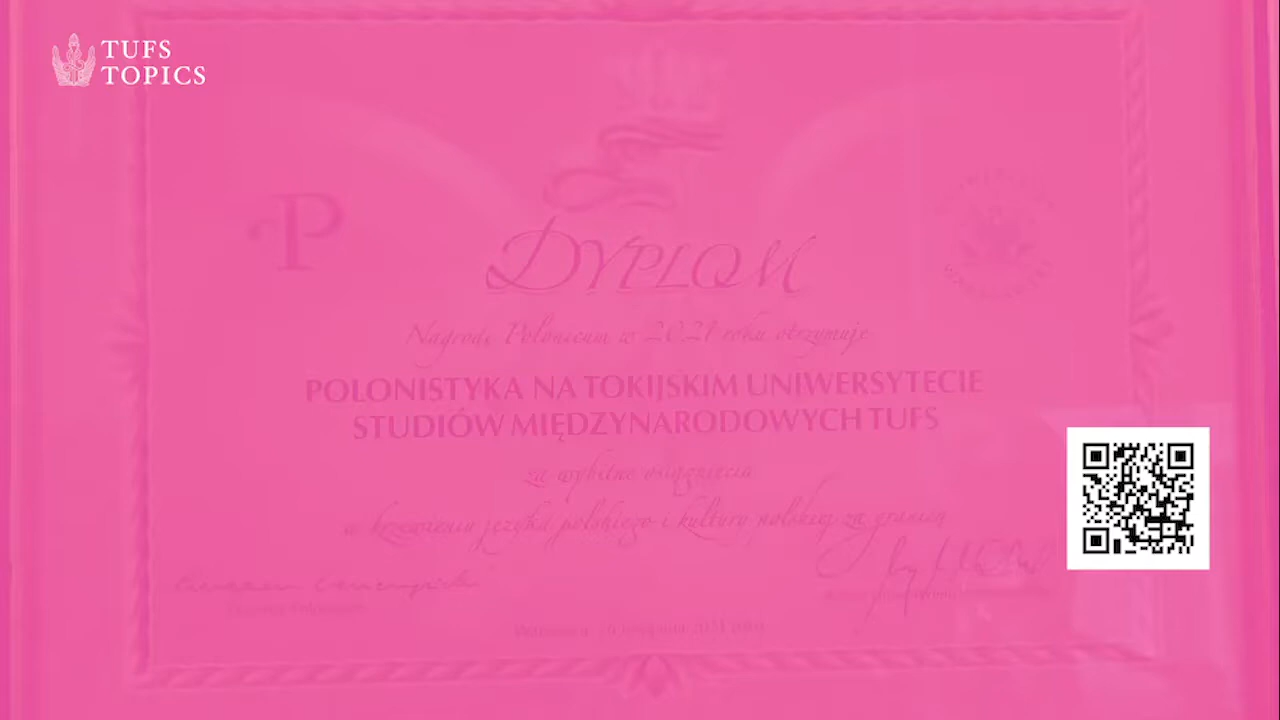 TUFS
TOPICS
P
DYPLOM
Nagrodę Polonicum w 2021 roku otrzymuje
POLONISTYKA NA TOKIJSKIM UNIWERSYTECIE
STUDIÓW MIĘDZYNARODOWYCH TUFS
za wybitne osiągnięcia
w krzewieniu języka polskiego i kultury polskiej za granicą